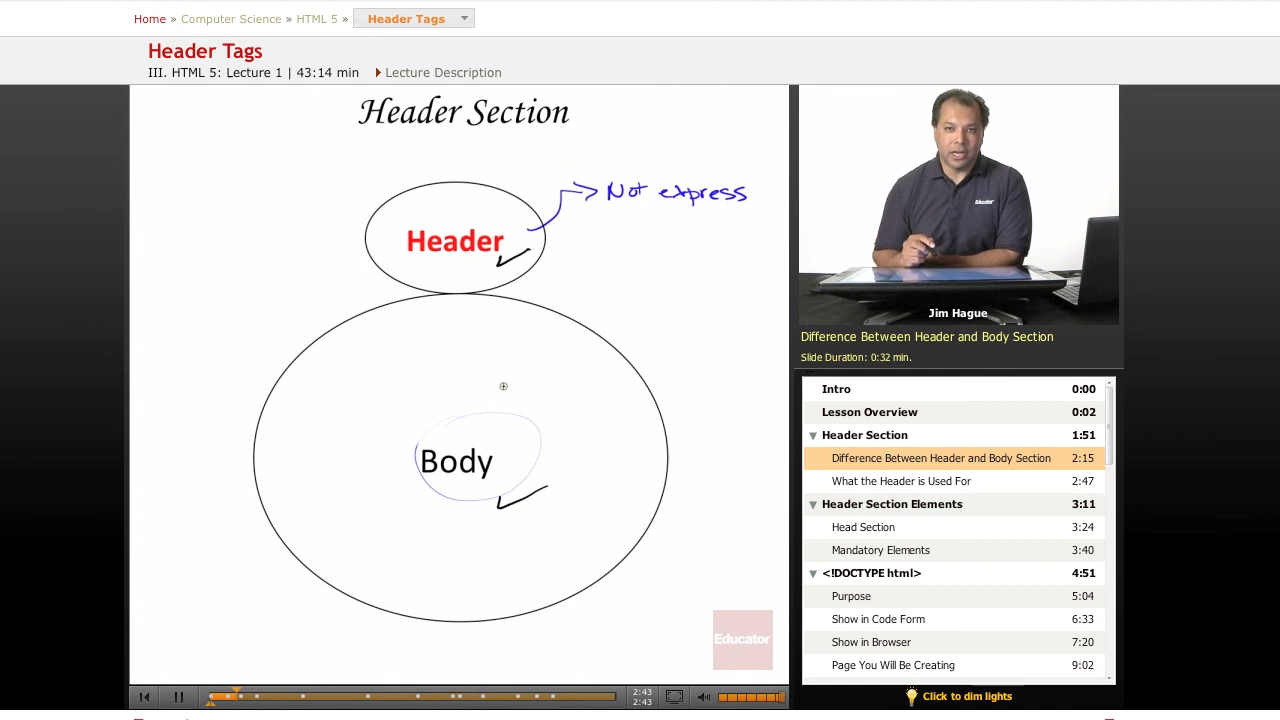 Home » Computer Science » HTML 5 » Header Tags
Header Tags
III. HTML 5: Lecture 1 | 43:14 min Lecture Description
Header Section
Not express
Header
Body
Educator
2:43
2:43
Educator
Jim Hague
Difference Between Header and Body Section
Slide Duration: 0:32 min.
Intro 0:00
Lesson Overview 0:02
Header Section 1:51
Difference Between Header and Body Section 2:15
What the Header is Used For 2:47
Header Section Elements 3:11
Head Section 3:24
Mandatory Elements 3:40
<!DOCTYPE html> 4:51
Purpose 5:04
Show in Code Form 6:33
Show in Browser 7:20
Page You Will Be Creating 9:02
Click to dim lights